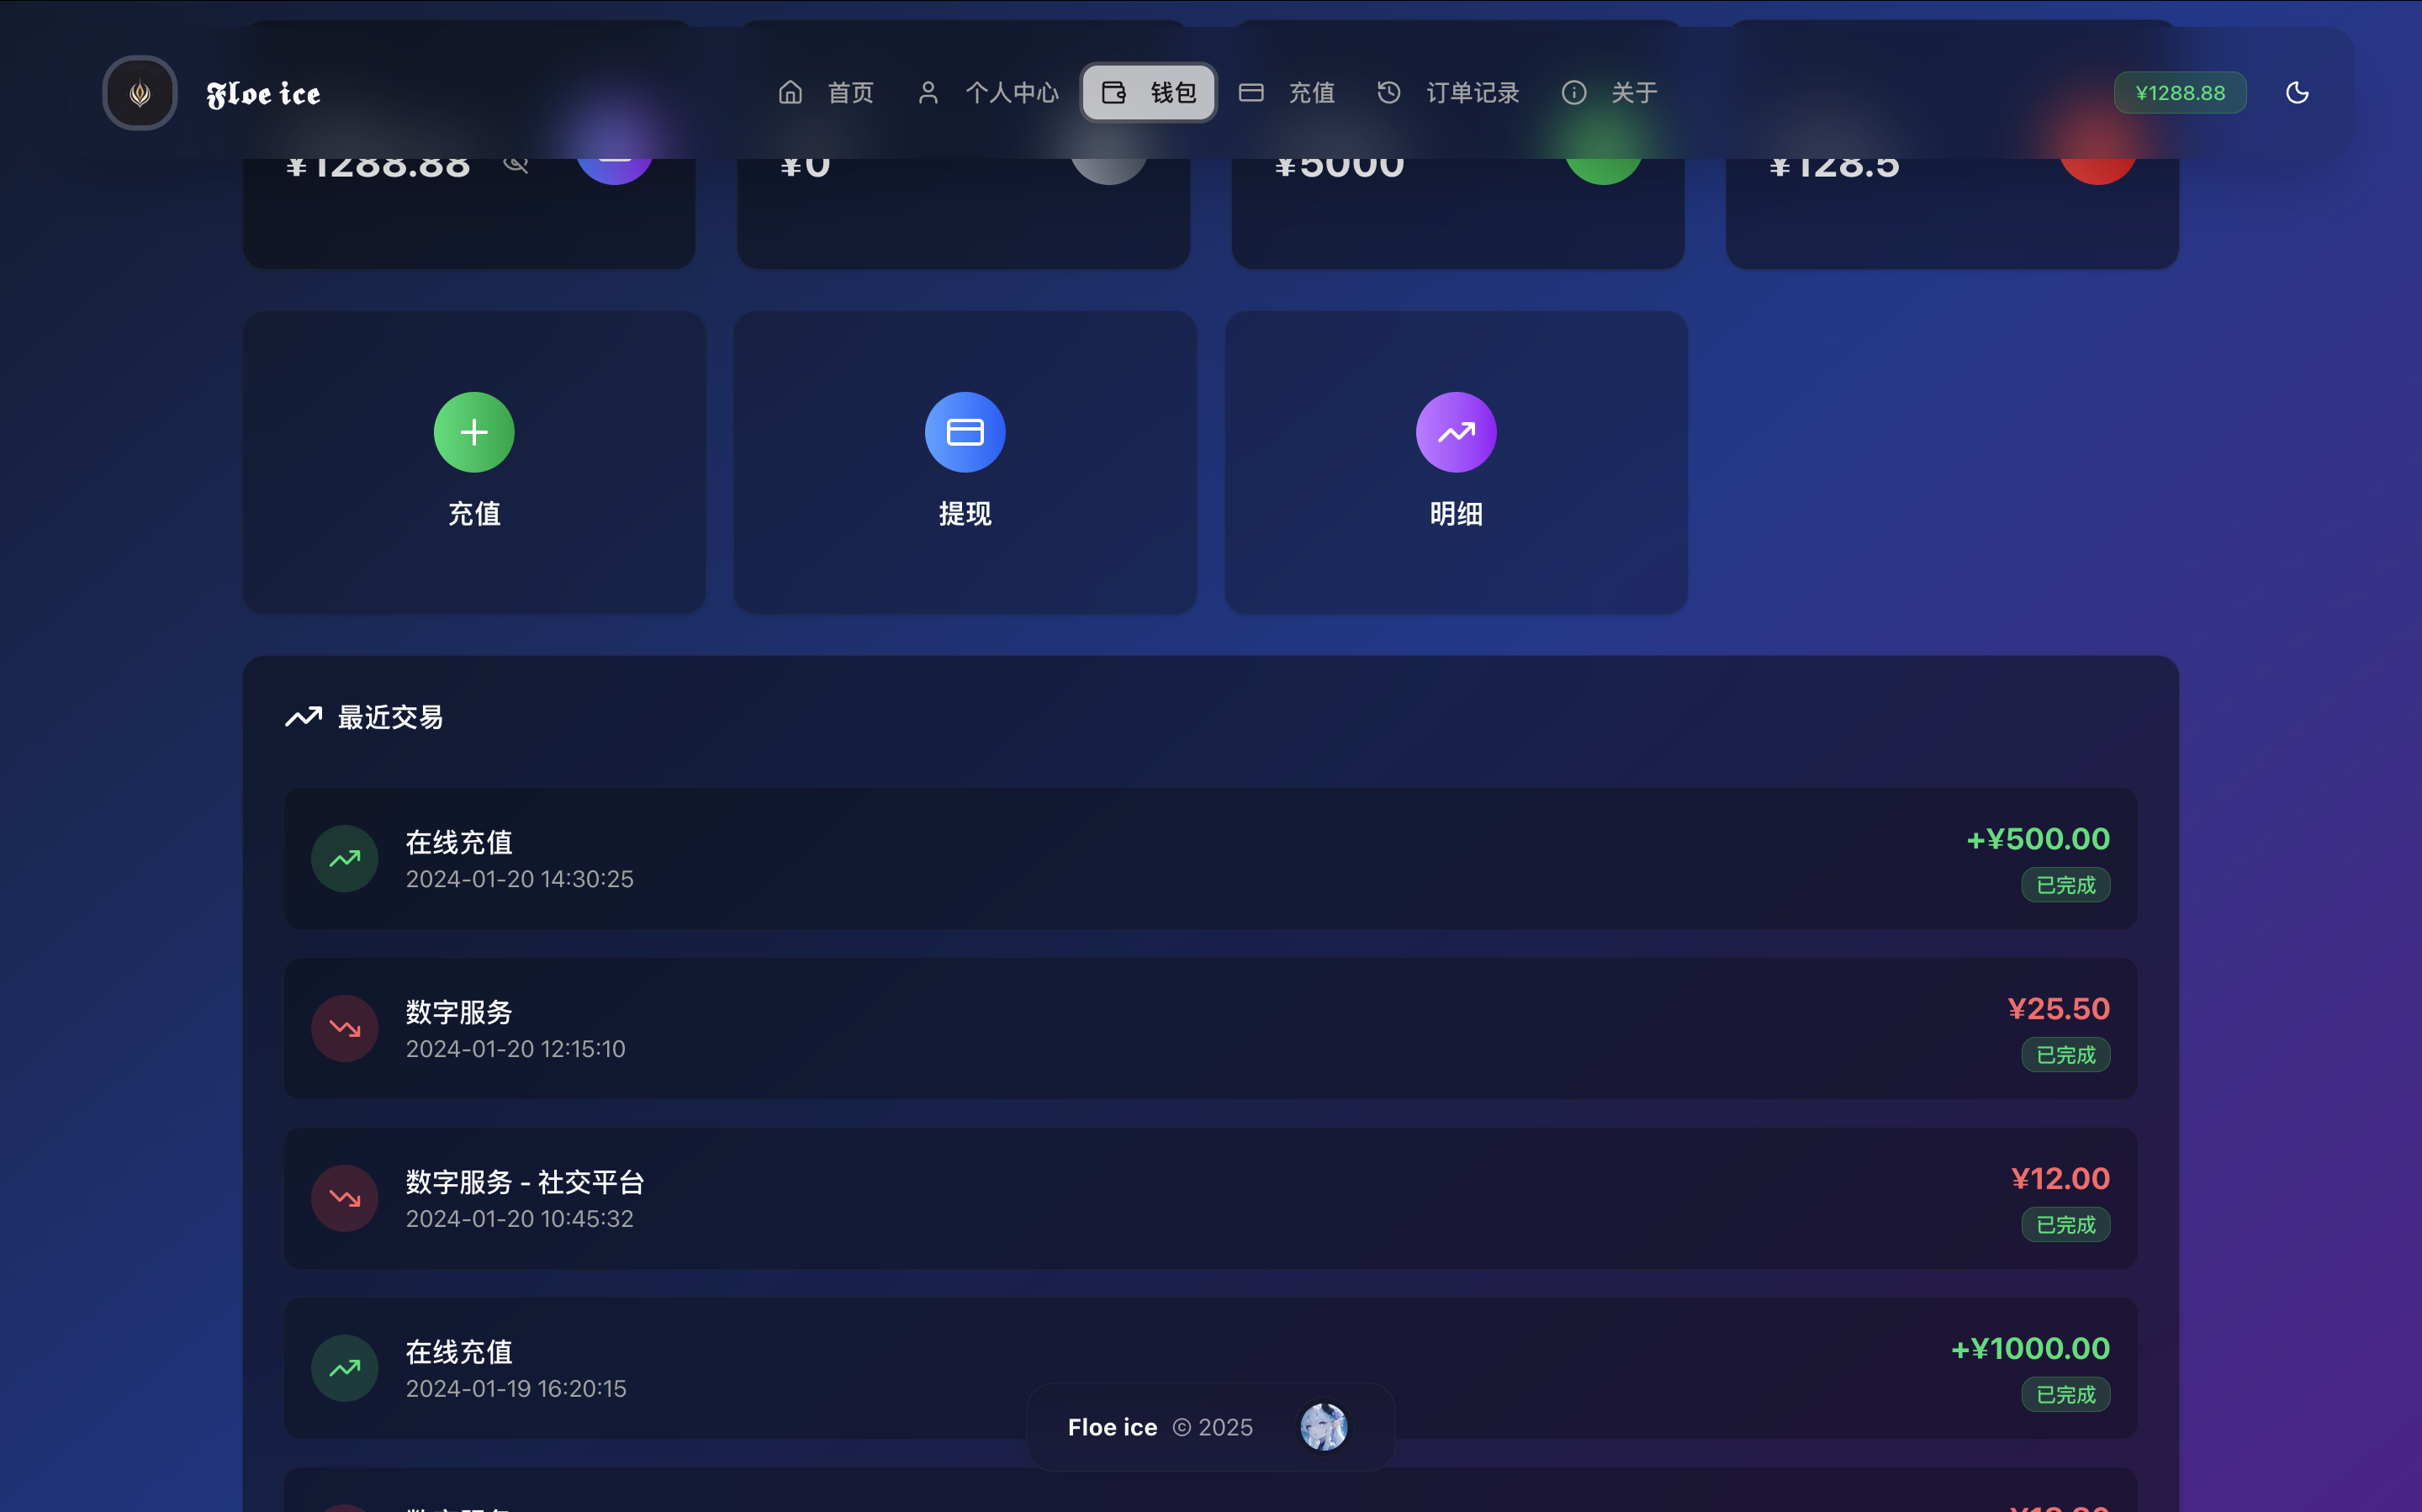 Floe ice
首页
个人中心
钱包
充值
订单记录
关于
¥1288.88
¥1288.88
¥0
¥5000
¥128.5
充值
提现
明细
最近交易
在线充值
2024-01-20 14:30:25
+¥500.00
已完成
数字服务
2024-01-20 12:15:10
¥25.50
已完成
数字服务 - 社交平台
2024-01-20 10:45:32
¥12.00
已完成
在线充值
2024-01-19 16:20:15
+¥1000.00
已完成
Floe ice © 2025